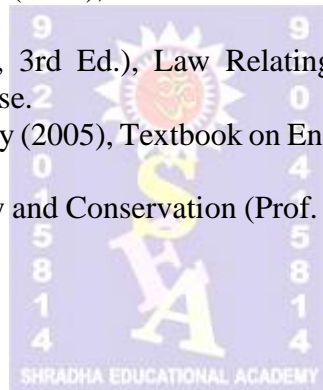 , 3rd Ed.), Law Relating
se.
y (2005), Textbook on En
and Conservation (Prof.
ॐ
S
E
A
SHRADHA EDUCATIONAL ACADEMY